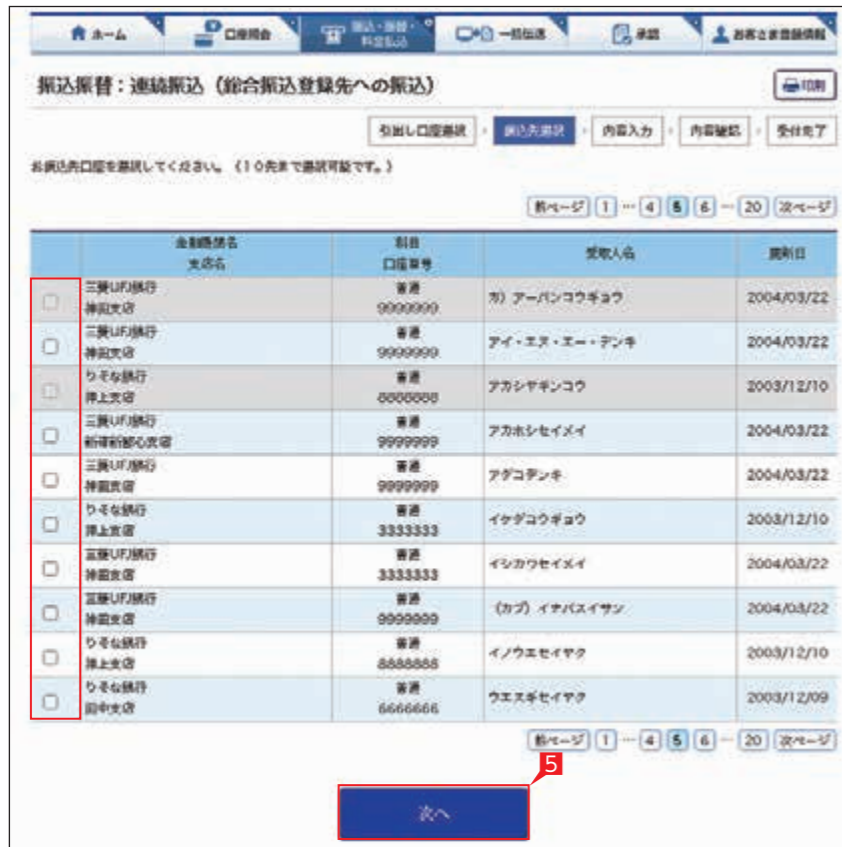 ホーム 口座照会 振込・振替・料金払込 一括伝送 承認 お客さま登録情報
振込振替：連続振込（総合振込登録先への振込） 印刷
引出し口座選択 振込先選択 内容入力 内容確認 受付完了
お振込先口座を選択してください。（10先まで選択可能です。）
前ページ 1 … 4 5 6 … 20 次ページ
金融機関名 科目 受取人名 更新日
支店名 口座番号
三菱UFJ銀行 普通 カ）アーバンコウギョウ 2004/03/22
神田支店 9999999
三菱UFJ銀行 普通 アイ・エヌ・エー・デンキ 2004/03/22
神田支店 9999999
りそな銀行 普通 アカシヤギンコウ 2003/12/10
押上支店 8888888
三菱UFJ銀行 普通 アカホシセイメイ 2004/03/22
新宿新都心支店 9999999
三菱UFJ銀行 普通 アダコデンキ 2004/03/22
神田支店 9999999
りそな銀行 普通 イケダコウギョウ 2003/12/10
押上支店 3333333
三菱UFJ銀行 普通 イシカワセイメイ 2004/03/22
神田支店 3333333
三菱UFJ銀行 普通 （カブ）イナバスイサン 2004/03/22
神田支店 9999999
りそな銀行 普通 イノウエセイヤク 2003/12/10
押上支店 8888888
りそな銀行 普通 ウエスギセイヤク 2003/12/09
田中支店 6666666
前ページ 1 … 4 5 6 … 20 次ページ
5
次へ